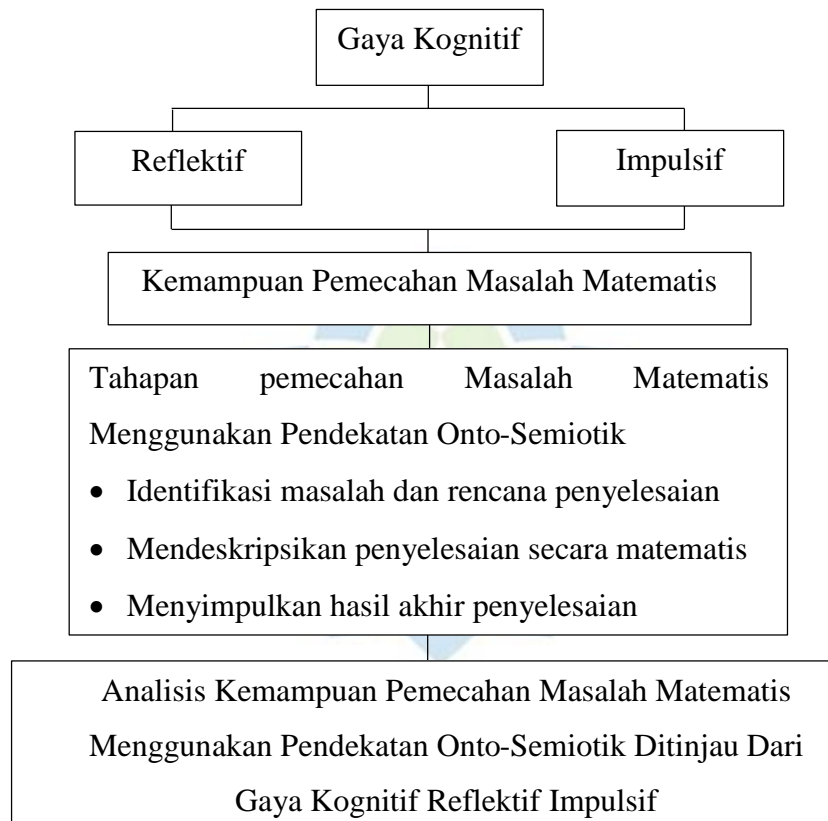 Gaya Kognitif
Reflektif
Impulsif
Kemampuan Pemecahan Masalah Matematis
Tahapan pemecahan Masalah Matematis
Menggunakan Pendekatan Onto-Semiotik
• Identifikasi masalah dan rencana penyelesaian
• Mendeskripsikan penyelesaian secara matematis
• Menyimpulkan hasil akhir penyelesaian
Analisis Kemampuan Pemecahan Masalah Matematis
Menggunakan Pendekatan Onto-Semiotik Ditinjau Dari
Gaya Kognitif Reflektif Impulsif